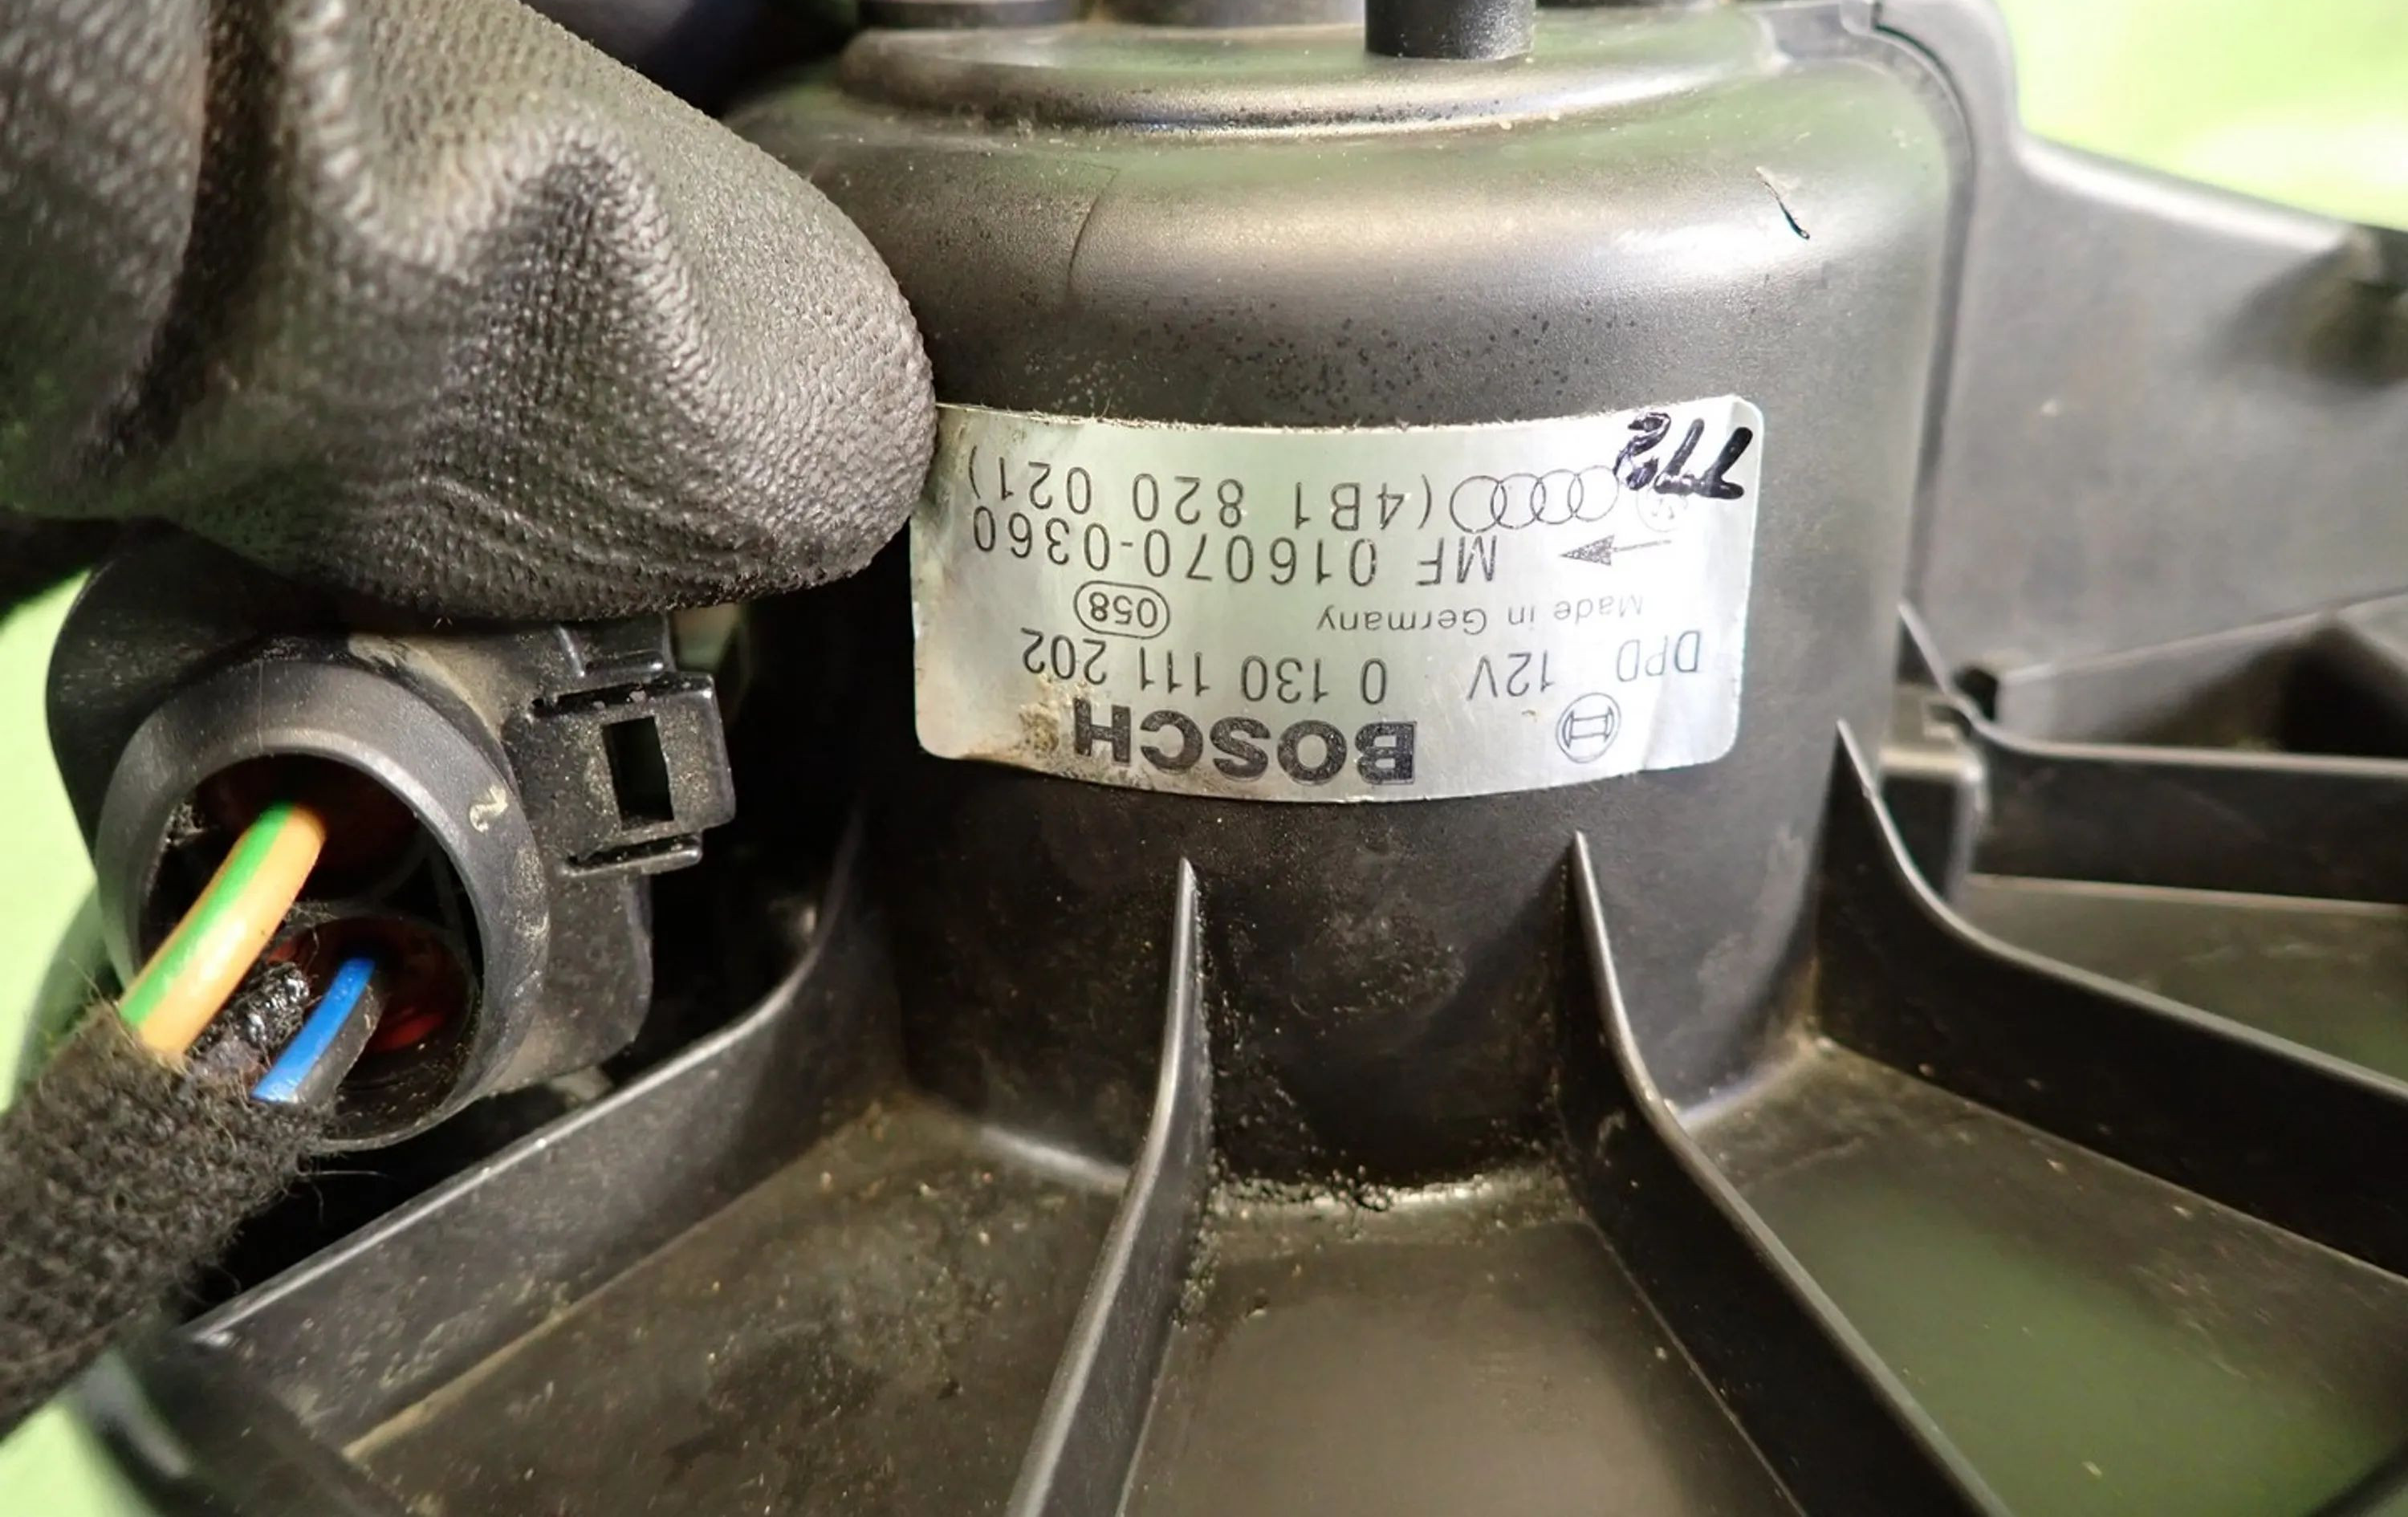 BOSCH
DPD 12V 0 130 111 202
Made in Germany 058
MF 016070-0360
(4B1 820 021)